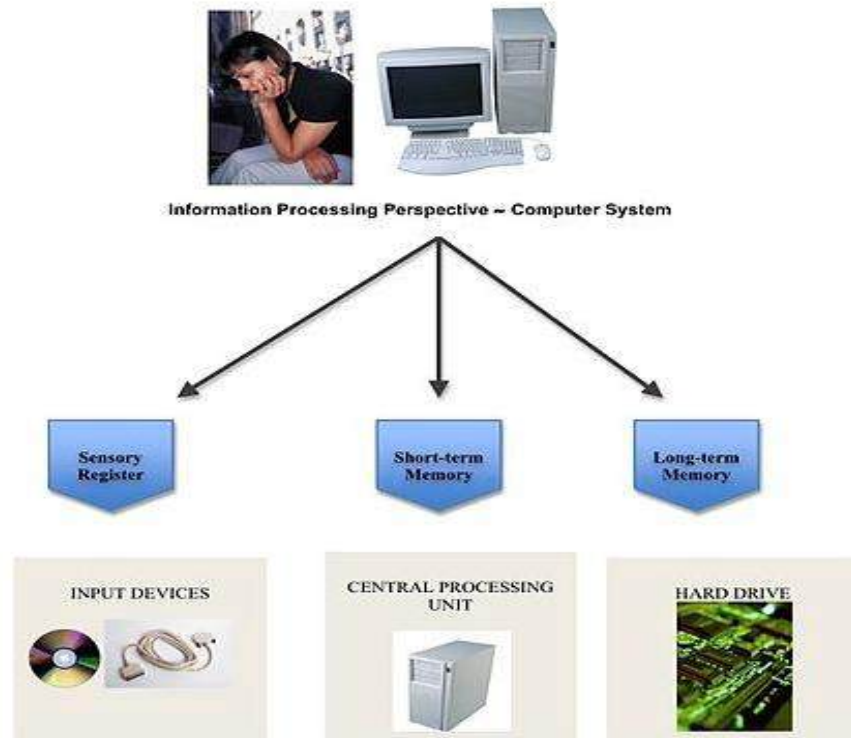 Information Processing Perspective ~ Computer System
Sensory
Register
Short-term
Memory
Long-term
Memory
INPUT DEVICES
CENTRAL PROCESSING
UNIT
HARD DRIVE